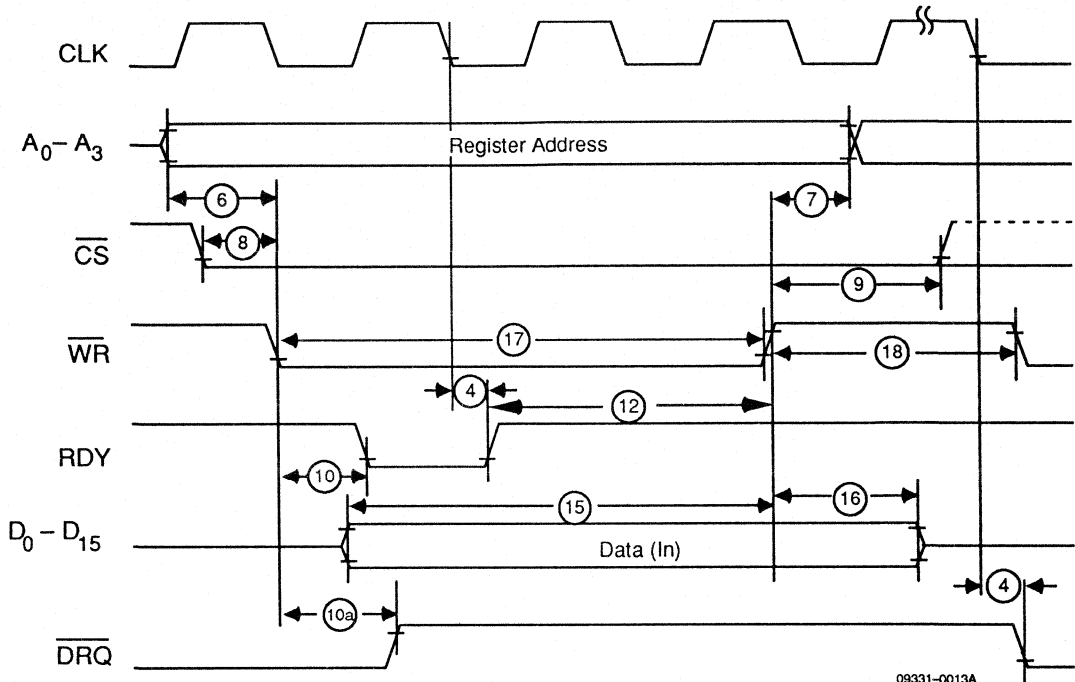 CLK
A0 – A3
Register Address
6
7
CS
8
9
WR
17
18
4
12
RDY
10
15
16
D0 – D15
Data (In)
4
10a
DRQ
09331-0013A